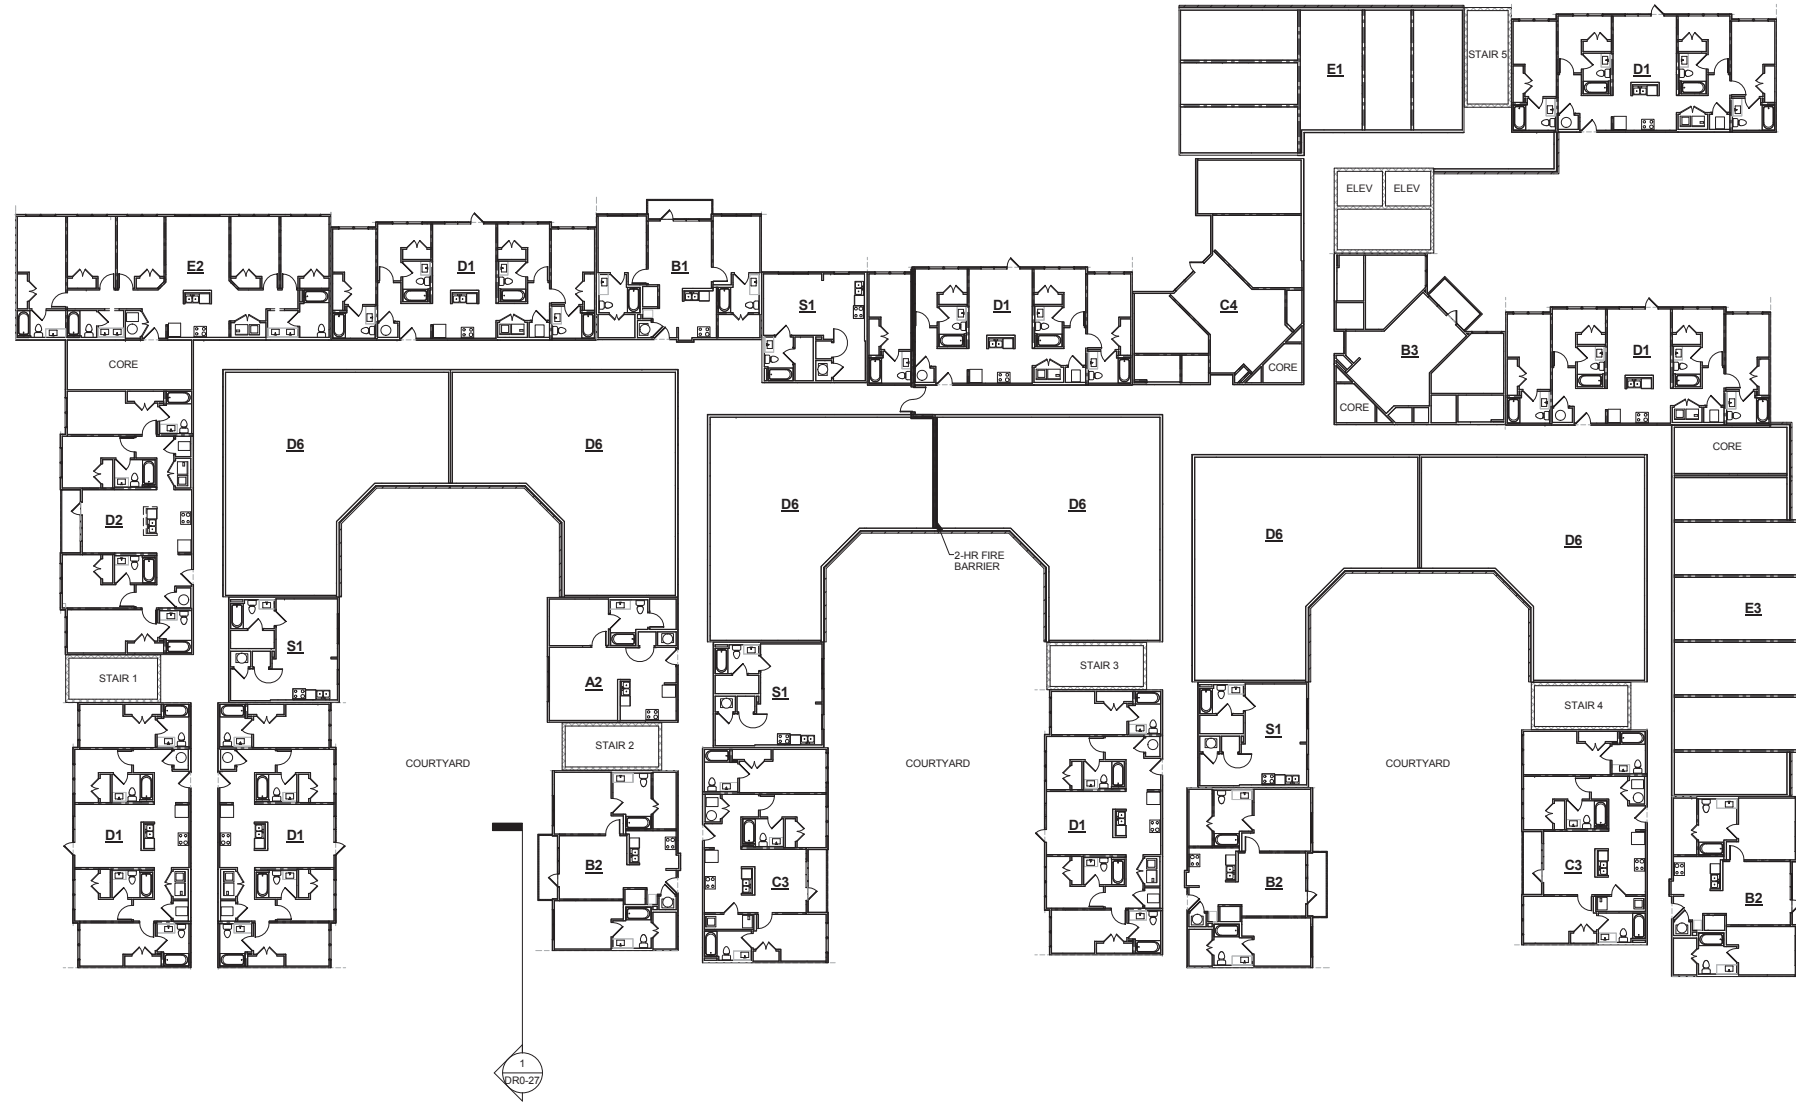 STAIR 5
E1
D1
ELEV
ELEV
E2
D1
B1
S1
D1
C4
B3
D1
CORE
CORE
CORE
CORE
D6
D6
D6
D6
D6
D6
D2
2-HR FIRE
BARRIER
E3
S1
STAIR 1
A2
S1
STAIR 3
STAIR 2
S1
STAIR 4
COURTYARD
COURTYARD
COURTYARD
D1
D1
B2
C3
D1
B2
C3
B2
1
DR0-27